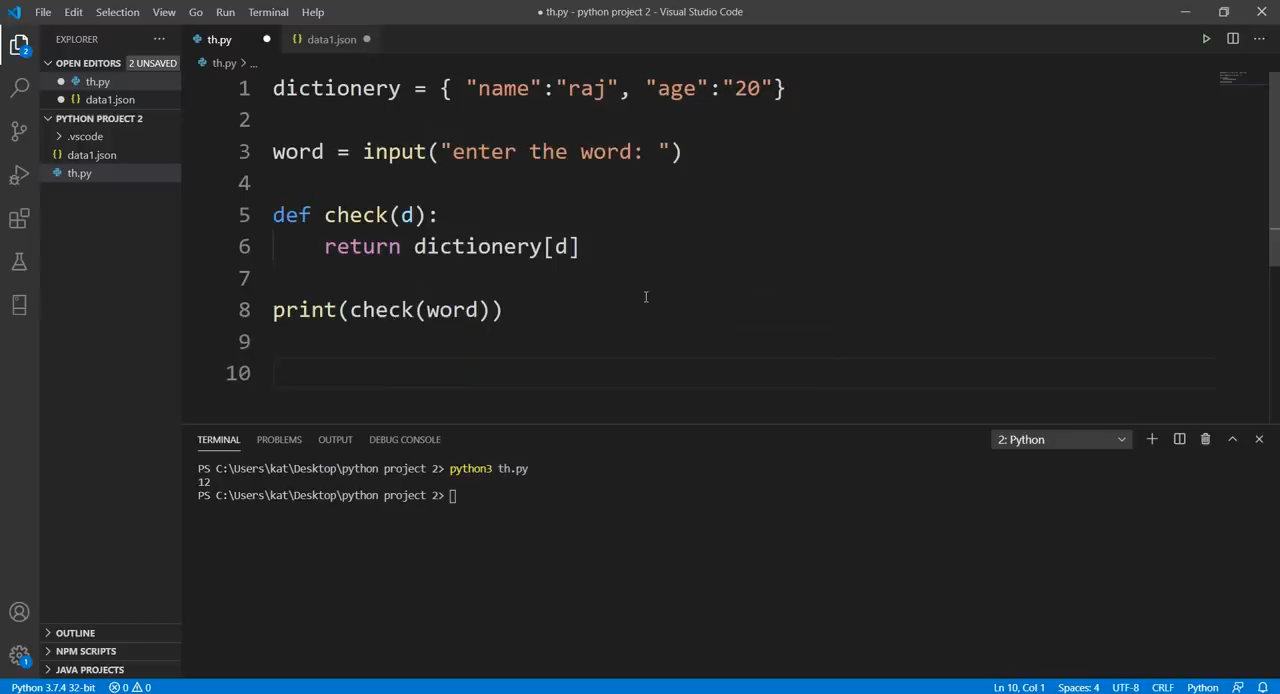 File Edit Selection View Go Run Terminal Help
● th.py - python project 2 - Visual Studio Code
EXPLORER ···
th.py
{} data1.json
OPEN EDITORS 2 UNSAVED
th.py
{} data1.json
PYTHON PROJECT 2
.vscode
{} data1.json
th.py
OUTLINE
NPM SCRIPTS
JAVA PROJECTS
2
1
th.py > ...
1 dictionery = { "name":"raj", "age":"20"}
2
3 word = input("enter the word: ")
4
5 def check(d):
6 return dictionery[d]
7
8 print(check(word))
9
10
TERMINAL PROBLEMS OUTPUT DEBUG CONSOLE 2: Python
PS C:\Users\kat\Desktop\python project 2> python3 th.py
12
PS C:\Users\kat\Desktop\python project 2>
Python 3.7.4 32-bit 0 0 Ln 10, Col 1 Spaces: 4 UTF-8 CRLF Python